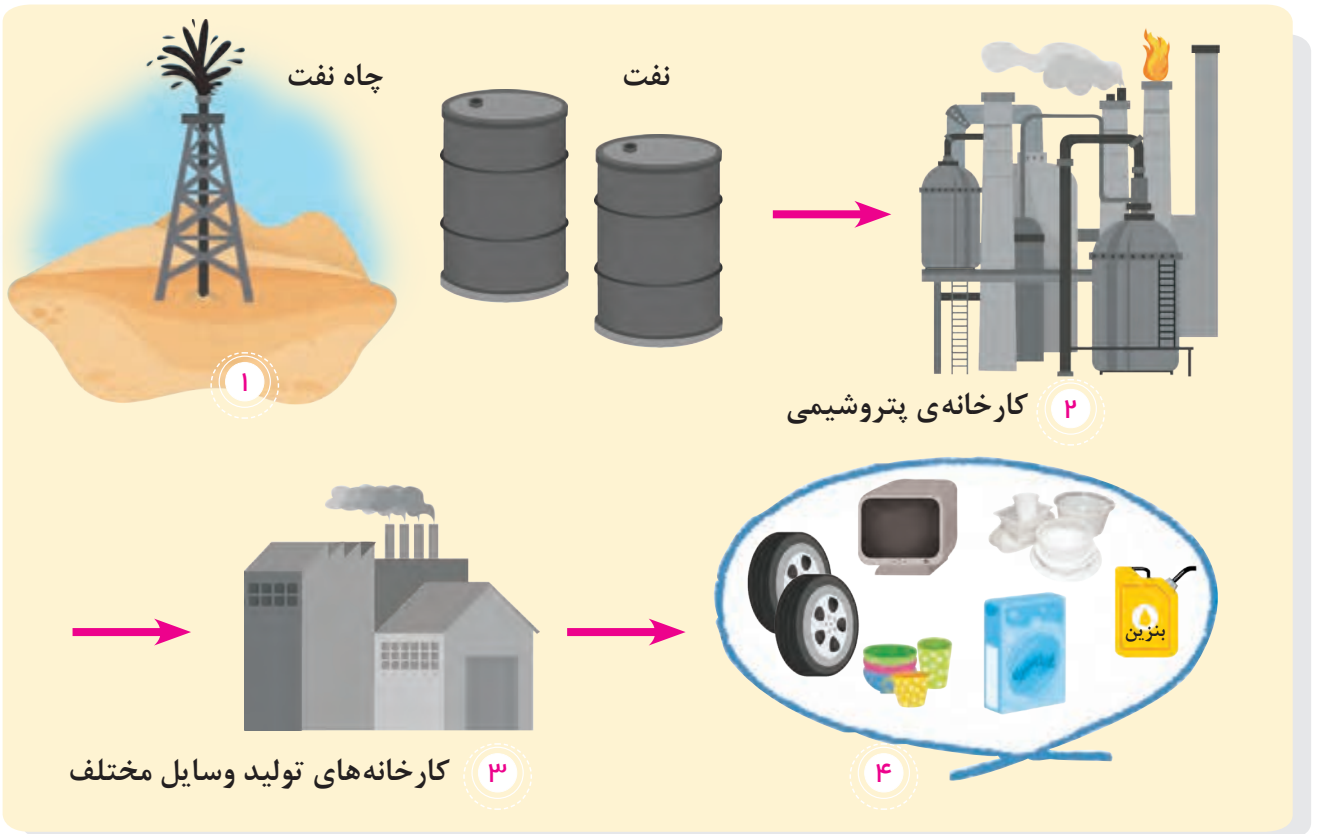 چاه نفت
نفت
۱
۲
کارخانه‌ی پتروشیمی
۳
کارخانه‌های تولید وسایل مختلف
بنزین
۴